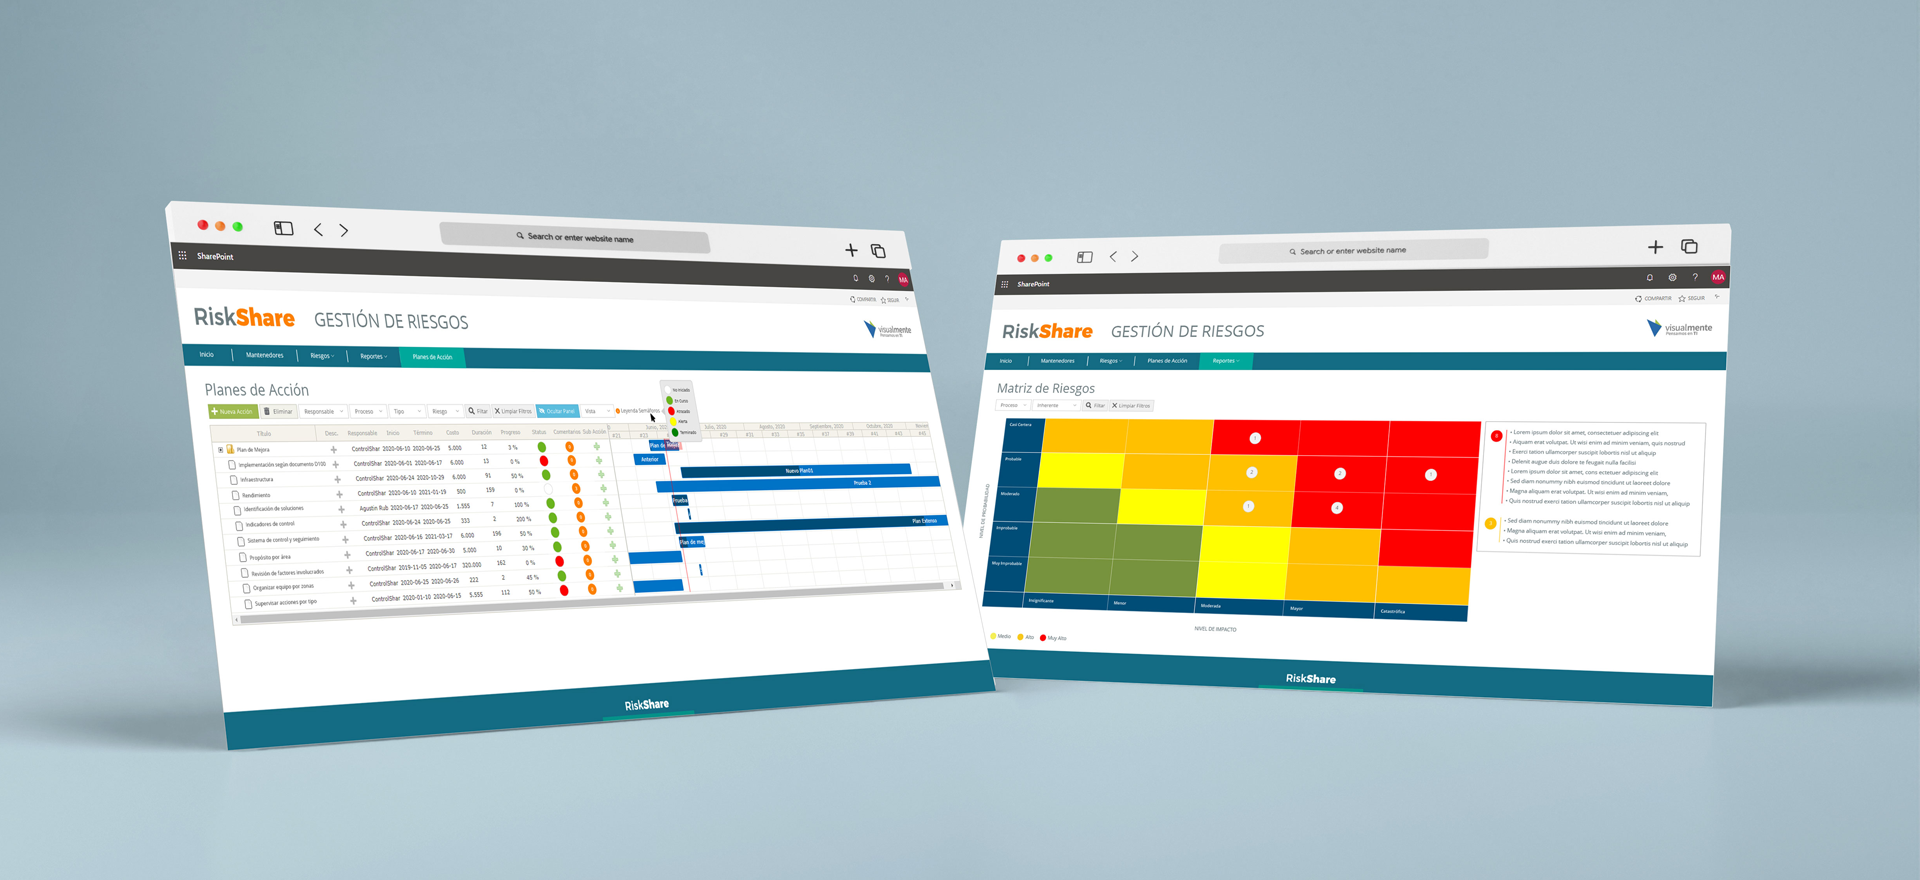 Search or enter website name
SharePoint
MA
COMPARTIR SEGUIR
RiskShare GESTIÓN DE RIESGOS
visualmente
Inicio Mantenedores Riesgos Reportes Planes de Acción
Planes de Acción
Nueva Acción Eliminar Responsable Proceso Tipo Riesgo Filtrar Limpiar Filtros Ocultar Panel Vista Leyenda Semáforos
No Iniciado
En Curso
Atrasado
Alerta
Terminado
Título Desc. Responsable Inicio Término Costo Duración Progreso Status Comentarios Sub Acción
Junio, 2020 Julio, 2020 Agosto, 2020 Septiembre, 2020 Octubre, 2020
Plan de Mejora ControlShar 2020-06-10 2020-06-25 5.000 12 3 %
Implementación según documento D100 ControlShar 2020-06-01 2020-06-17 6.000 13 0 % Anterior
Infraestructura ControlShar 2020-06-24 2020-10-29 6.000 91 50 % Nuevo Plan01
Rendimiento ControlShar 2020-06-10 2021-01-19 500 159 0 % Prueba 2
Identificación de soluciones Agustin Rub 2020-06-17 2020-06-25 1.555 7 100 % Prueba
Indicadores de control ControlShar 2020-06-24 2020-06-25 333 2 200 %
Sistema de control y seguimiento ControlShar 2020-06-16 2021-03-17 6.000 196 50 % Plan Extenso
Propósito por área ControlShar 2020-06-17 2020-06-30 5.000 10 30 % Plan de mej
Revisión de factores involucrados ControlShar 2019-11-05 2020-06-17 320.000 162 0 %
Organizar equipo por zonas ControlShar 2020-06-25 2020-06-26 222 2 45 %
Supervisar acciones por tipo ControlShar 2020-01-10 2020-06-15 5.555 112 50 %
RiskShare
Search or enter website name
SharePoint
MA
COMPARTIR SEGUIR
RiskShare GESTIÓN DE RIESGOS
visualmente
Inicio Mantenedores Riesgos Planes de Acción Reportes
Matriz de Riesgos
Proceso Inherente Filtrar Limpiar Filtros
NIVEL DE PROBABILIDAD
Casi Certera 1
Probable 2 2 1
Moderado 1 4
Improbable
Muy Improbable
Insignificante Menor Moderada Mayor Catastrófica
NIVEL DE IMPACTO
Medio Alto Muy Alto
• Lorem ipsum dolor sit amet, consectetuer adipiscing elit
• Aquam erat volutpat. Ut wisi enim ad minim veniam, quis nostrud
• Exerci tation ullamcorper suscipit lobortis nisl ut aliquip
• Delenit augue duis dolore te feugait nulla facilisi
• Lorem ipsum dolor sit amet, cons ectetuer adipiscing elit
• Sed diam nonummy nibh euismod tincidunt ut laoreet dolore
• Magna aliquam erat volutpat. Ut wisi enim ad minim veniam,
• Quis nostrud exerci tation ullamcorper suscipit lobortis nisl ut aliquip
• Sed diam nonummy nibh euismod tincidunt ut laoreet dolore
• Magna aliquam erat volutpat. Ut wisi enim ad minim veniam,
• Quis nostrud exerci tation ullamcorper suscipit lobortis nisl ut aliquip
RiskShare